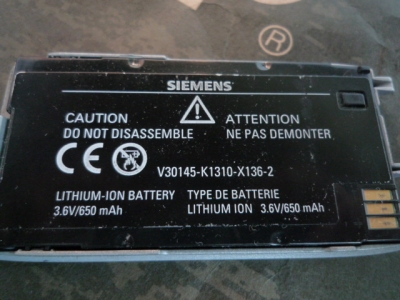 ®
SIEMENS
CAUTION
DO NOT DISASSEMBLE
ATTENTION
NE PAS DEMONTER
CE
V30145-K1310-X136-2
LITHIUM-ION BATTERY
3.6V/650 mAh
TYPE DE BATTERIE
LITHIUM ION 3.6V/650 mAh